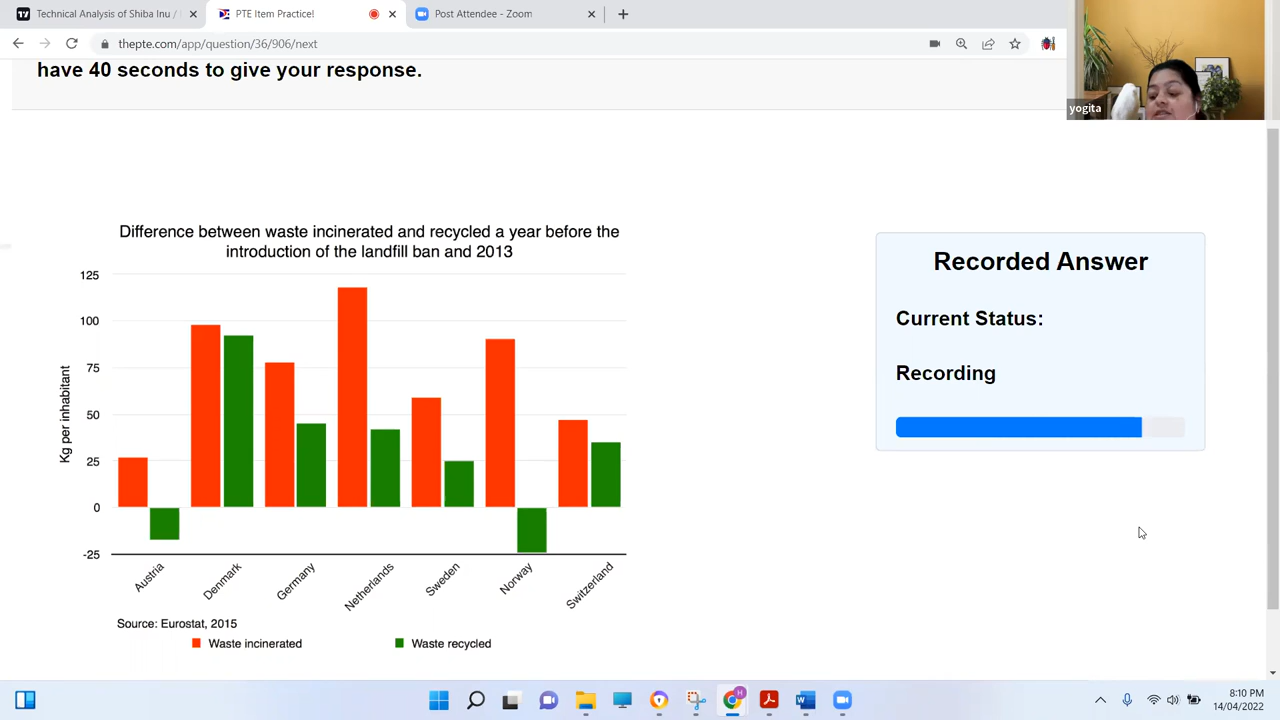 Technical Analysis of Shiba Inu /
PTE Item Practice!
Post Attendee - Zoom
thepte.com/app/question/36/906/next
have 40 seconds to give your response.
yogita
Difference between waste incinerated and recycled a year before the
introduction of the landfill ban and 2013
125
100
75
50
25
0
-25
Kg per inhabitant
Austria
Denmark
Germany
Netherlands
Sweden
Norway
Switzerland
Source: Eurostat, 2015
Waste incinerated
Waste recycled
Recorded Answer
Current Status:
Recording
8:10 PM
14/04/2022